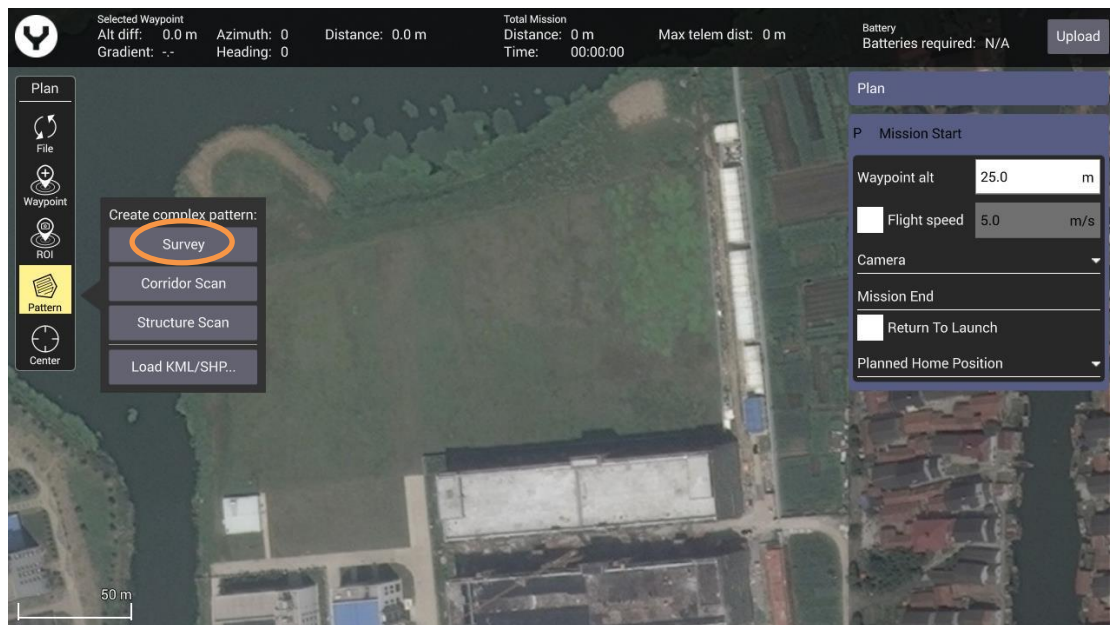 Selected Waypoint
Alt diff: 0.0 m Azimuth: 0 Distance: 0.0 m
Gradient: -.- Heading: 0
Total Mission
Distance: 0 m Max telem dist: 0 m
Time: 00:00:00
Battery
Batteries required: N/A
Upload
Plan
File
Waypoint
ROI
Pattern
Center
Create complex pattern:
Survey
Corridor Scan
Structure Scan
Load KML/SHP...
Plan
P Mission Start
Waypoint alt 25.0 m
Flight speed 5.0 m/s
Camera
Mission End
Return To Launch
Planned Home Position
50 m